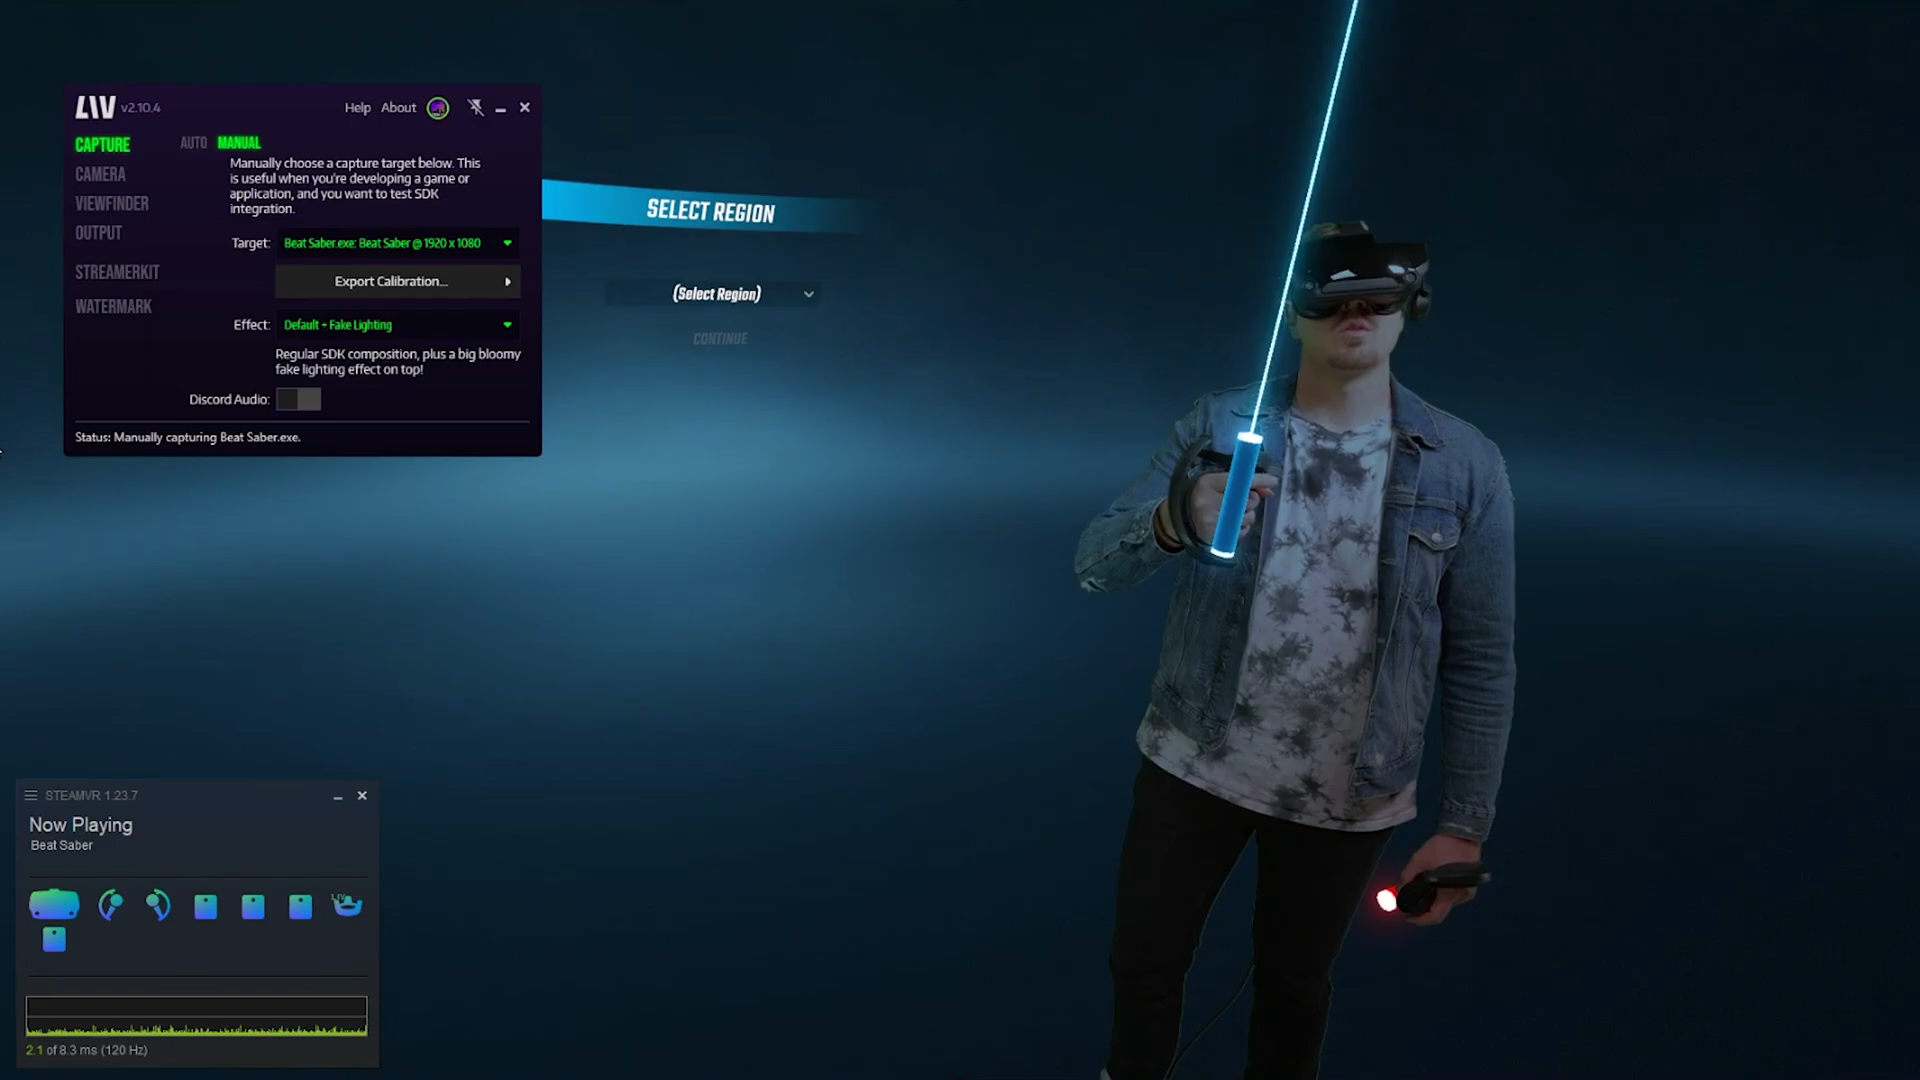 LIV v2.10.4
Help About
CAPTURE
CAMERA
VIEWFINDER
OUTPUT
STREAMERKIT
WATERMARK
AUTO MANUAL
Manually choose a capture target below. This
is useful when you're developing a game or
application, and you want to test SDK
integration.
Target: Beat Saber.exe: Beat Saber @ 1920 x 1080
Export Calibration...
Effect: Default + Fake Lighting
Regular SDK composition, plus a big bloomy
fake lighting effect on top!
Discord Audio:
Status: Manually capturing Beat Saber.exe.
SELECT REGION
(Select Region)
CONTINUE
STEAMVR 1.23.7
Now Playing
Beat Saber
2.1 of 8.3 ms (120 Hz)